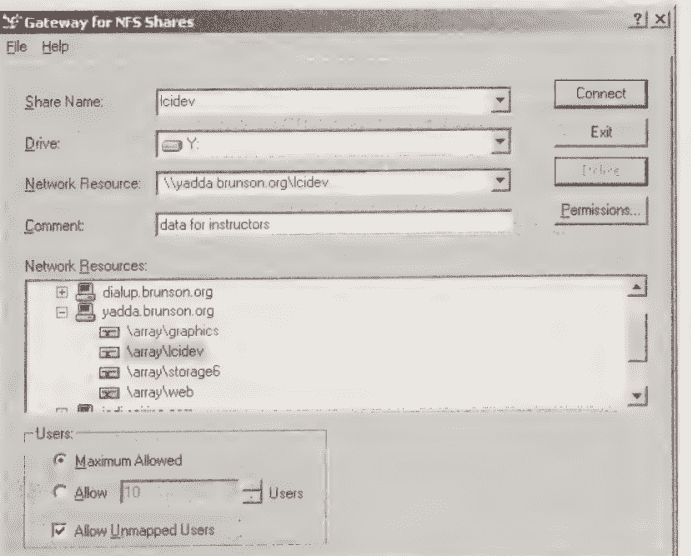 Gateway for NFS Shares
File Help
Share Name: lcidev
Connect
Drive: Y:
Exit
Network Resource: \\yadda brunson.org\lcidev
Comment: data for instructors
Permissions...
Network Resources:
dialup.brunson.org
yadda.brunson.org
\array\graphics
\array\lcidev
\array\storage6
\array\web
Users:
Maximum Allowed
Allow 10 Users
Allow Unmapped Users